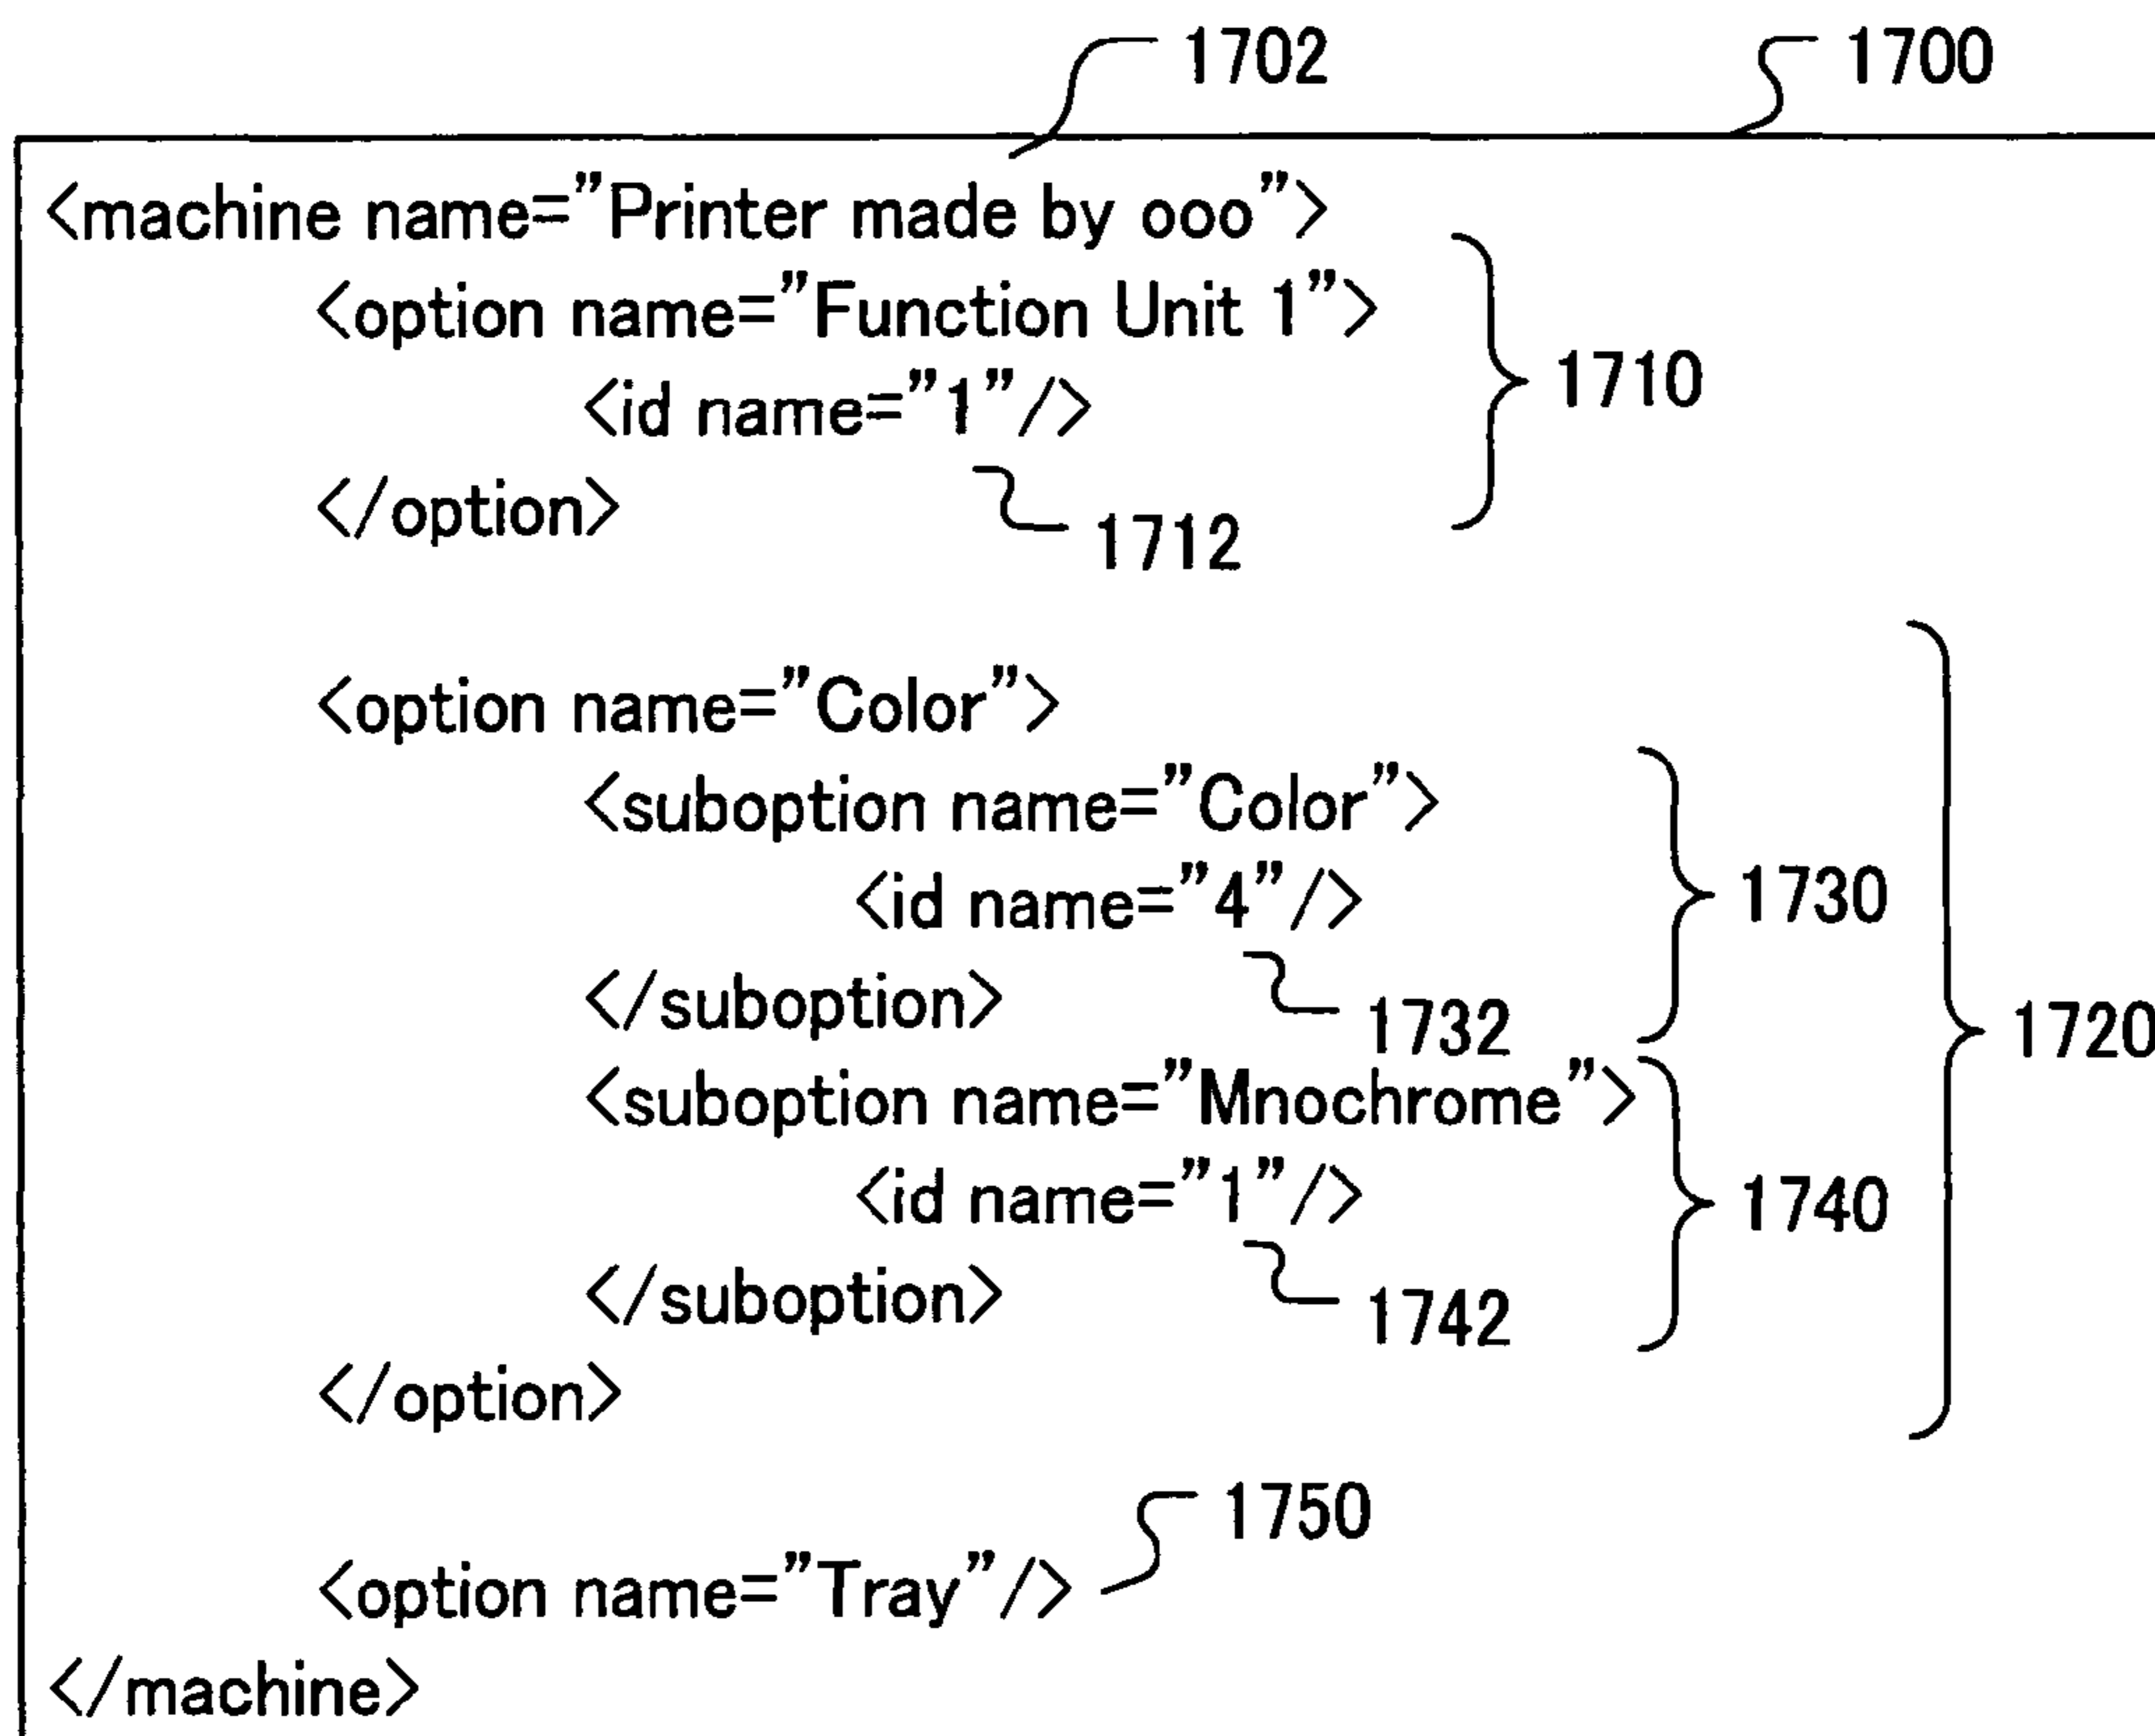 1702 1700
<machine name="Printer made by ooo">
<option name="Function Unit 1">
<id name="1"/> 1710
</option> 1712
<option name="Color">
<suboption name="Color">
<id name="4"/> 1730
</suboption> 1732 1720
<suboption name="Mnochrome">
<id name="1"/> 1740
</suboption> 1742
</option>
1750
<option name="Tray"/>
</machine>